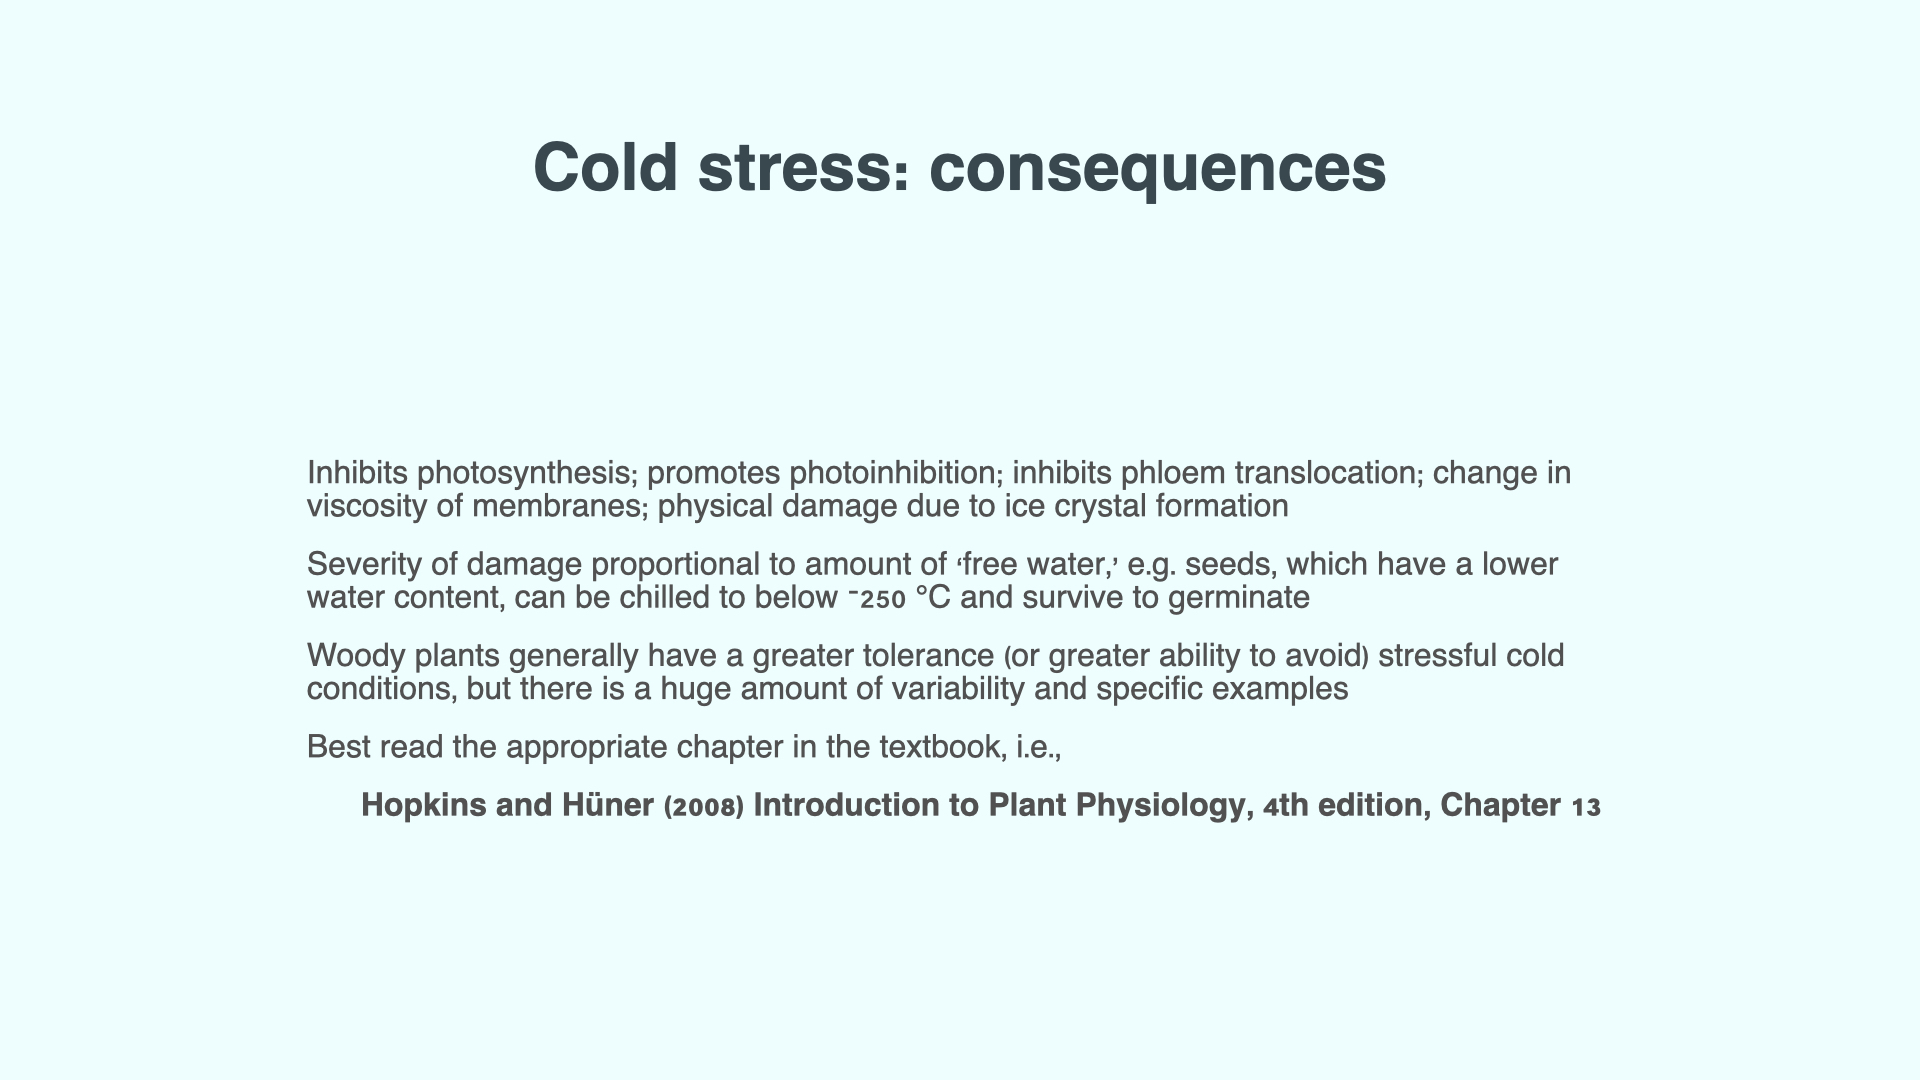 Cold stress: consequences
Inhibits photosynthesis; promotes photoinhibition; inhibits phloem translocation; change in
viscosity of membranes; physical damage due to ice crystal formation
Severity of damage proportional to amount of ‘free water,’ e.g. seeds, which have a lower
water content, can be chilled to below ⁻250 °C and survive to germinate
Woody plants generally have a greater tolerance (or greater ability to avoid) stressful cold
conditions, but there is a huge amount of variability and specific examples
Best read the appropriate chapter in the textbook, i.e.,
Hopkins and Hüner (2008) Introduction to Plant Physiology, 4th edition, Chapter 13